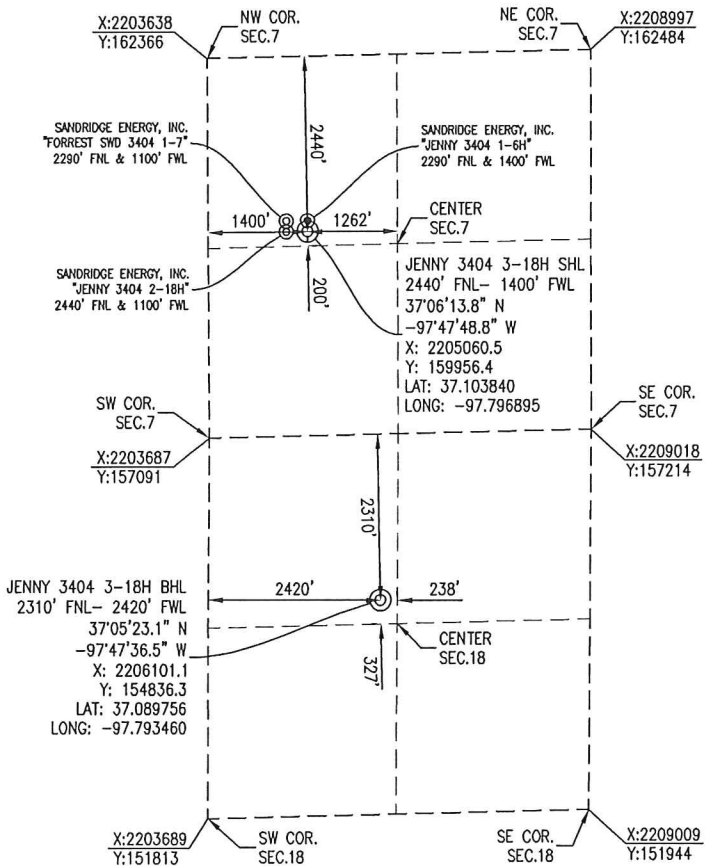 X:2203638
Y:162366
NW COR.
SEC.7
NE COR.
SEC.7
X:2208997
Y:162484
2440'
SANDRIDGE ENERGY, INC.
"FORREST SWD 3404 1-7"
2290' FNL & 1100' FWL
SANDRIDGE ENERGY, INC.
"JENNY 3404 1-6H"
2290' FNL & 1400' FWL
1400'
1262'
CENTER
SEC.7
200'
SANDRIDGE ENERGY, INC.
"JENNY 3404 2-18H"
2440' FNL & 1100' FWL
JENNY 3404 3-18H SHL
2440' FNL- 1400' FWL
37°06'13.8" N
-97°47'48.8" W
X: 2205060.5
Y: 159956.4
LAT: 37.103840
LONG: -97.796895
SW COR.
SEC.7
X:2203687
Y:157091
SE COR.
SEC.7
X:2209018
Y:157214
2310'
JENNY 3404 3-18H BHL
2310' FNL- 2420' FWL
37°05'23.1" N
-97°47'36.5" W
X: 2206101.1
Y: 154836.3
LAT: 37.089756
LONG: -97.793460
2420'
238'
CENTER
SEC.18
327'
X:2203689
Y:151813
SW COR.
SEC.18
SE COR.
SEC.18
X:2209009
Y:151944